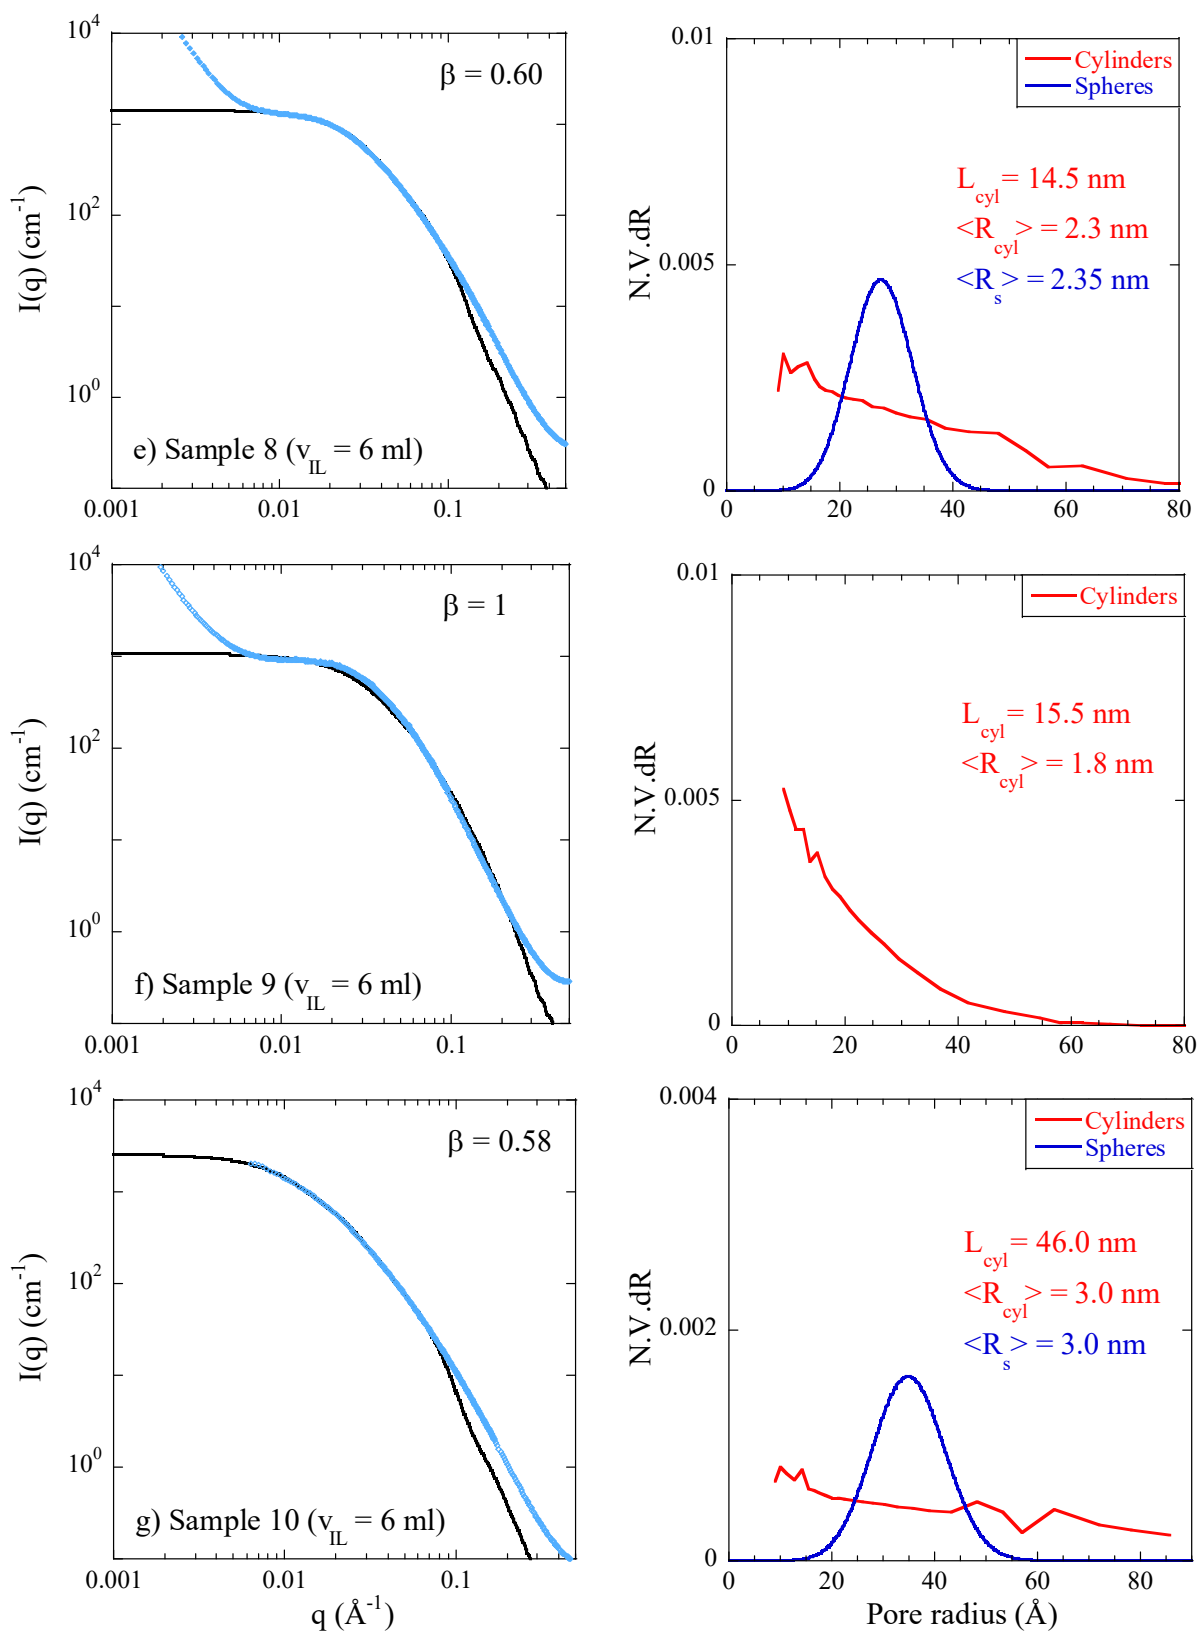 10^4
10^2
10^0
I(q) (cm^-1)
β = 0.60
e) Sample 8 (v_IL = 6 ml)
0.001
0.01
0.1
0.01
0.005
0
N.V.dR
Cylinders
Spheres
L_cyl = 14.5 nm
<R_cyl> = 2.3 nm
<R_s> = 2.35 nm
0
20
40
60
80
10^4
10^2
10^0
I(q) (cm^-1)
β = 1
f) Sample 9 (v_IL = 6 ml)
0.001
0.01
0.1
0.01
0.005
0
N.V.dR
Cylinders
L_cyl = 15.5 nm
<R_cyl> = 1.8 nm
0
20
40
60
80
10^4
10^2
10^0
I(q) (cm^-1)
β = 0.58
g) Sample 10 (v_IL = 6 ml)
0.001
0.01
0.1
q (Å^-1)
0.004
0.002
0
N.V.dR
Cylinders
Spheres
L_cyl = 46.0 nm
<R_cyl> = 3.0 nm
<R_s> = 3.0 nm
0
20
40
60
80
Pore radius (Å)